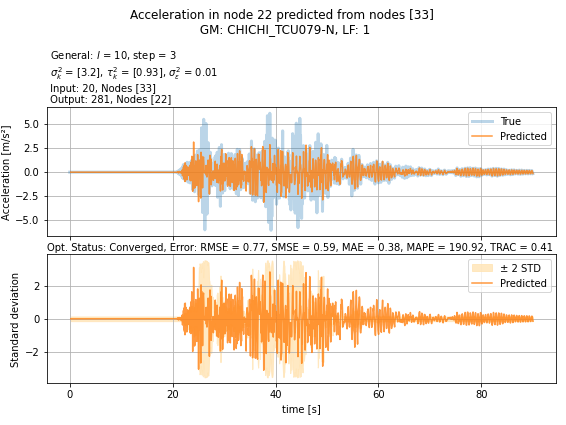 Acceleration in node 22 predicted from nodes [33]
GM: CHICHI_TCU079-N, LF: 1
General: l = 10, step = 3
σ²ₖ = [3.2], τ²ₖ = [0.93], σ²ε = 0.01
Input: 20, Nodes [33]
Output: 281, Nodes [22]
Acceleration [m/s²]
5.0
2.5
0.0
−2.5
−5.0
True
Predicted
Opt. Status: Converged, Error: RMSE = 0.77, SMSE = 0.59, MAE = 0.38, MAPE = 190.92, TRAC = 0.41
Standard deviation
2
0
−2
± 2 STD
Predicted
0 20 40 60 80
time [s]